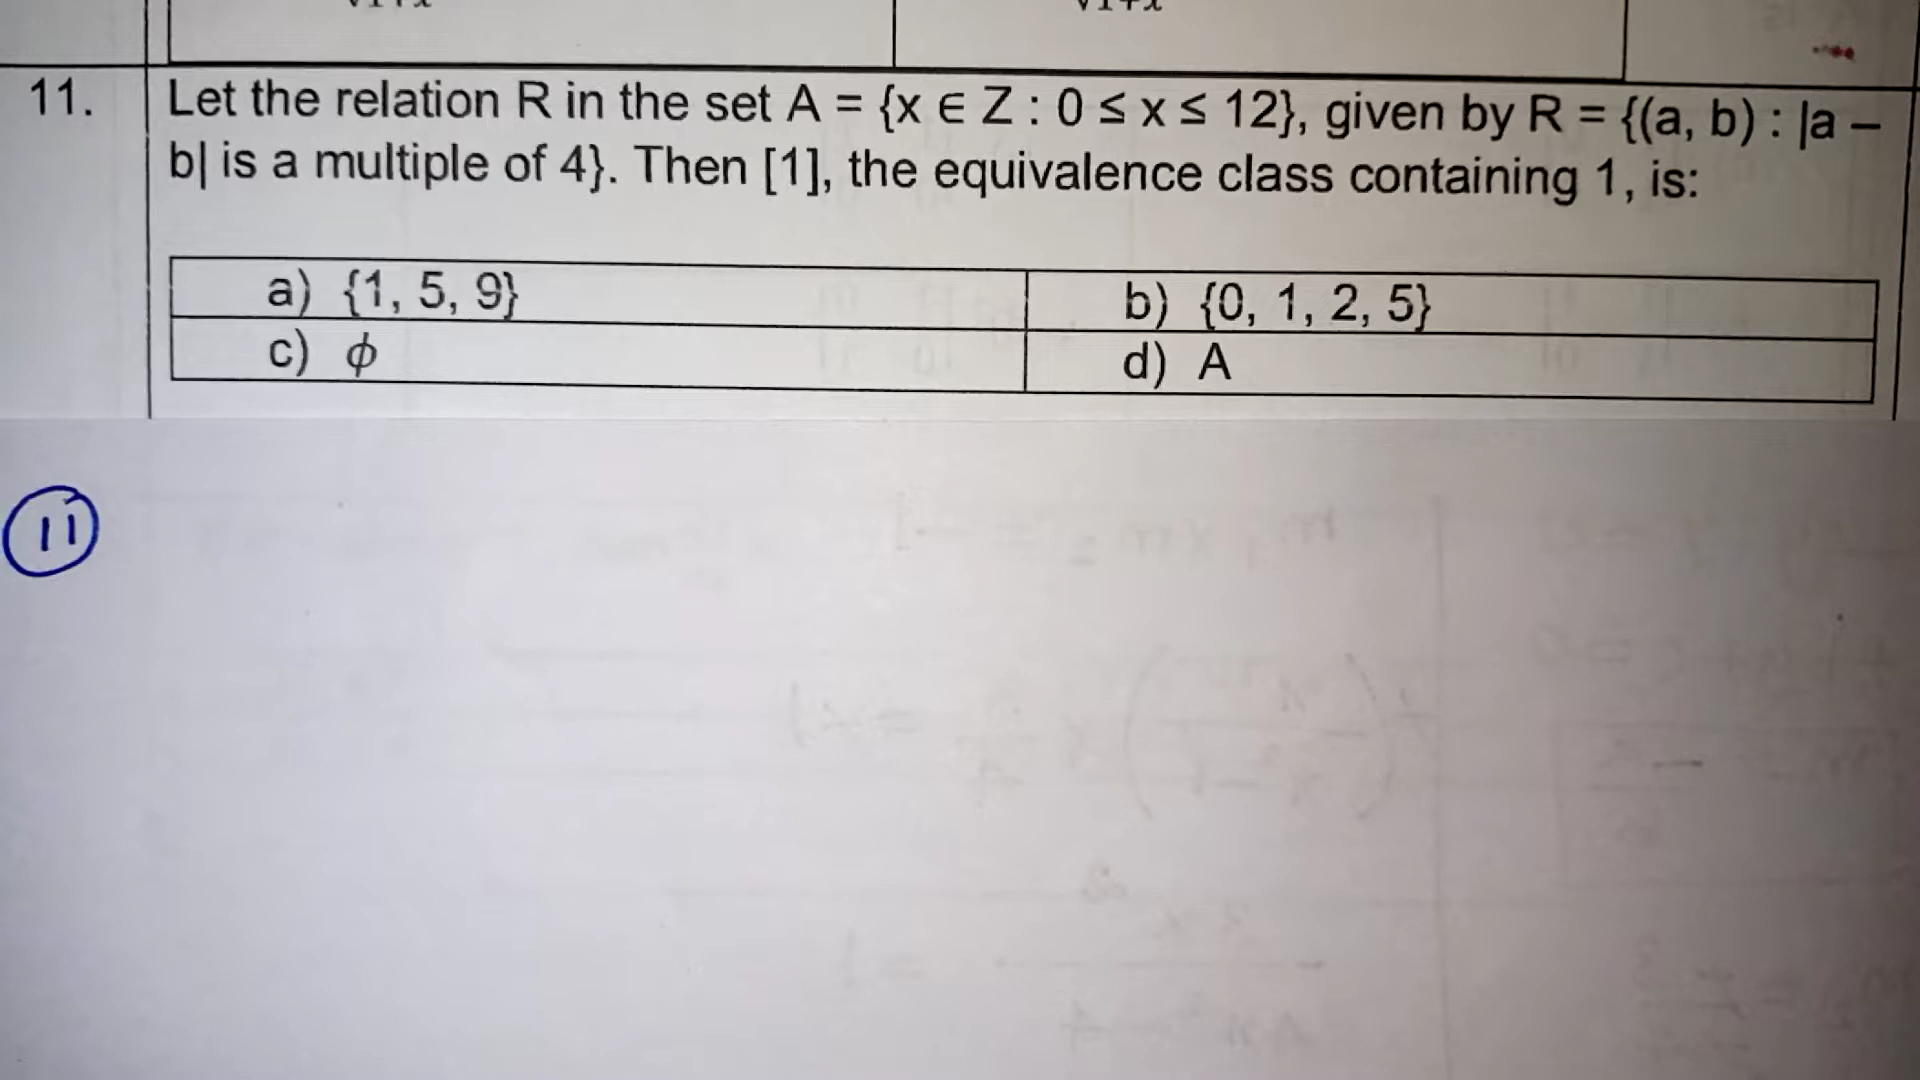 11. Let the relation R in the set A = {x ∈ Z : 0 ≤ x ≤ 12}, given by R = {(a, b) : |a –
b| is a multiple of 4}. Then [1], the equivalence class containing 1, is:
a) {1, 5, 9} b) {0, 1, 2, 5}
c) ϕ d) A
11